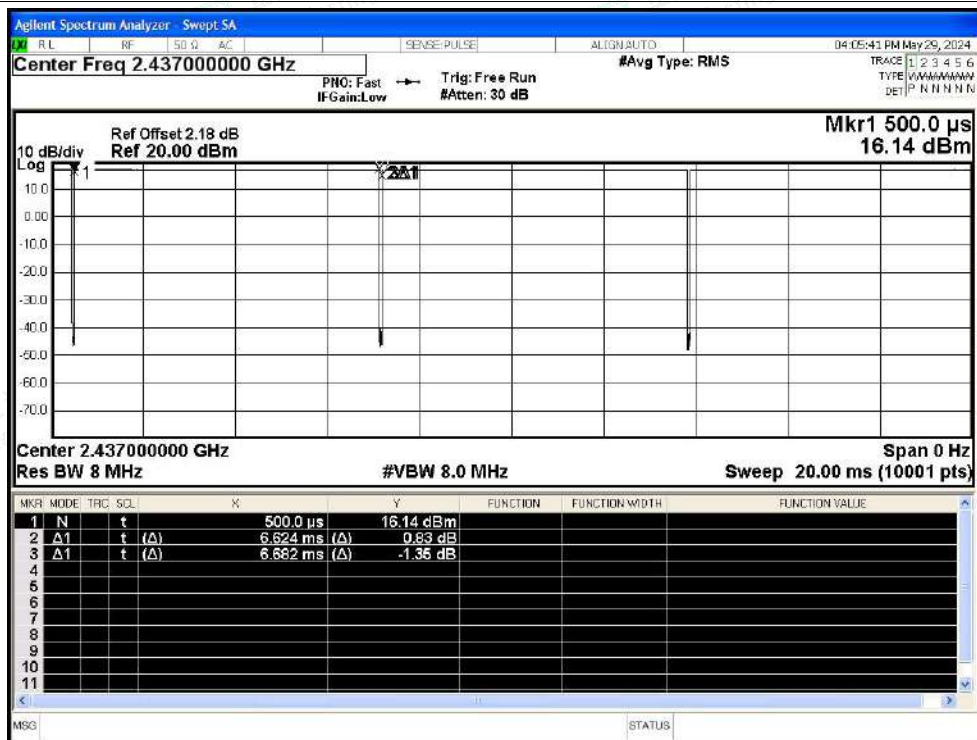 Agilent Spectrum Analyzer - Swept SA
LXI RL RF 50 Ω AC SENSE:PULSE ALIGN AUTO 04:05:41 PM May 29, 2024
Center Freq 2.437000000 GHz #Avg Type: RMS TRACE 1 2 3 4 5 6
PNO: Fast Trig: Free Run TYPE
IFGain:Low #Atten: 30 dB DET P N N N N N
Mkr1 500.0 µs
Ref Offset 2.18 dB
10 dB/div Ref 20.00 dBm 16.14 dBm
Log
1
2Δ1
10.0
0.00
-10.0
-20.0
-30.0
-40.0
-50.0
-60.0
-70.0
Center 2.437000000 GHz Span 0 Hz
Res BW 8 MHz #VBW 8.0 MHz Sweep 20.00 ms (10001 pts)
MKR MODE TRC SCL X Y FUNCTION FUNCTION WIDTH FUNCTION VALUE
1 N t 500.0 µs 16.14 dBm
2 Δ1 t (Δ) 6.624 ms (Δ) 0.83 dB
3 Δ1 t (Δ) 6.682 ms (Δ) -1.35 dB
4
5
6
7
8
9
10
11
MSG STATUS